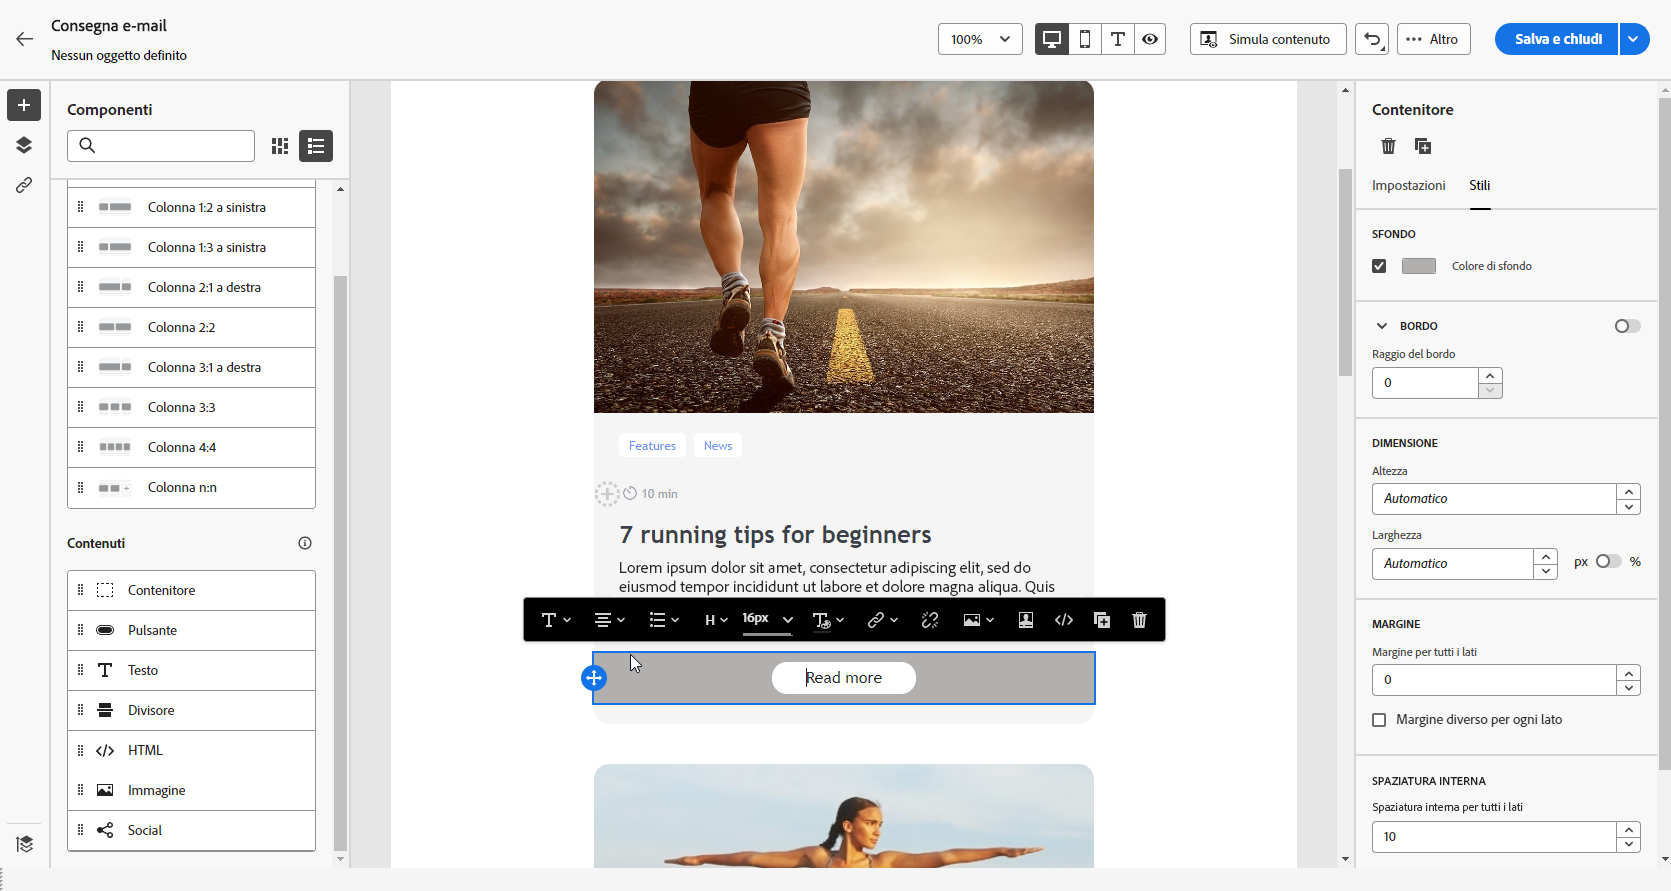 Consegna e-mail
Nessun oggetto definito
100%
Simula contenuto
Altro
Salva e chiudi
Componenti
Colonna 1:2 a sinistra
Colonna 1:3 a sinistra
Colonna 2:1 a destra
Colonna 2:2
Colonna 3:1 a destra
Colonna 3:3
Colonna 4:4
Colonna n:n
Contenuti
Contenitore
Pulsante
Testo
Divisore
HTML
Immagine
Social
Features
News
10 min
7 running tips for beginners
Lorem ipsum dolor sit amet, consectetur adipiscing elit, sed do
eiusmod tempor incididunt ut labore et dolore magna aliqua. Quis
H
16px
Read more
Contenitore
Impostazioni
Stili
SFONDO
Colore di sfondo
BORDO
Raggio del bordo
0
DIMENSIONE
Altezza
Automatico
Larghezza
Automatico
px
%
MARGINE
Margine per tutti i lati
0
Margine diverso per ogni lato
SPAZIATURA INTERNA
Spaziatura interna per tutti i lati
10